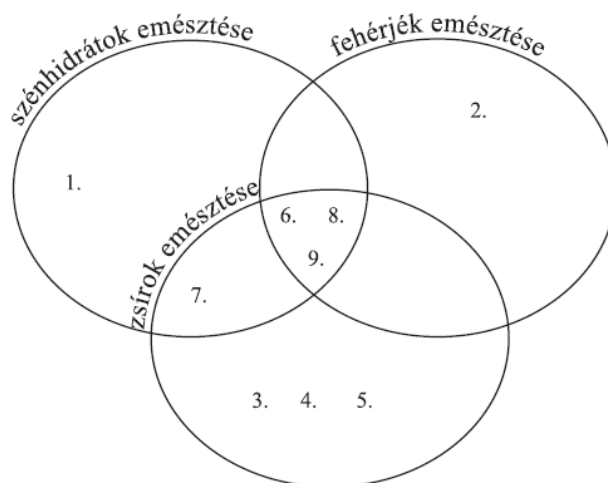 szénhidrátok emésztése
fehérjék emésztése
2.
1.
zsírok emésztése
6. 8.
9.
7.
3. 4. 5.